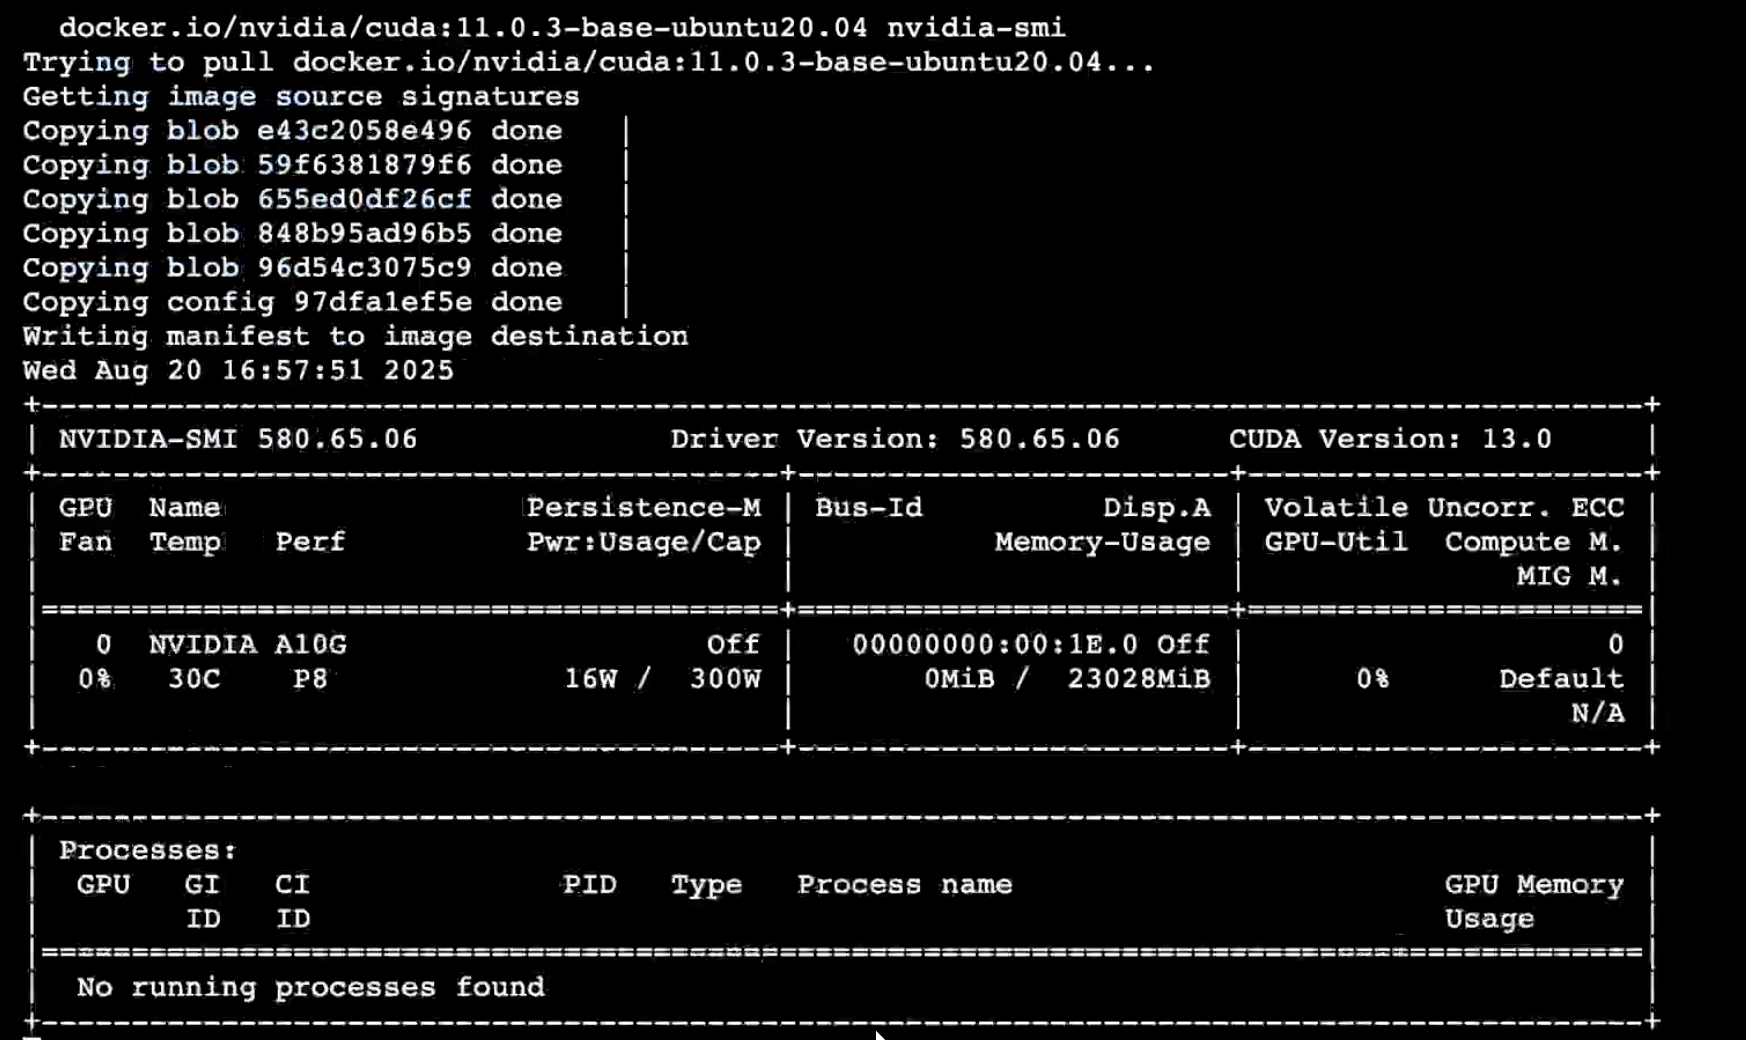 docker.io/nvidia/cuda:11.0.3-base-ubuntu20.04 nvidia-smi
Trying to pull docker.io/nvidia/cuda:11.0.3-base-ubuntu20.04...
Getting image source signatures
Copying blob e43c2058e496 done |
Copying blob 59f6381879f6 done |
Copying blob 655ed0df26cf done |
Copying blob 848b95ad96b5 done |
Copying blob 96d54c3075c9 done |
Copying config 97dfa1ef5e done |
Writing manifest to image destination
Wed Aug 20 16:57:51 2025
NVIDIA-SMI 580.65.06 Driver Version: 580.65.06 CUDA Version: 13.0
GPU Name Persistence-M | Bus-Id Disp.A | Volatile Uncorr. ECC
Fan Temp Perf Pwr:Usage/Cap | Memory-Usage | GPU-Util Compute M.
MIG M.
0 NVIDIA A10G Off | 00000000:00:1E.0 Off | 0
0% 30C P8 16W / 300W | 0MiB / 23028MiB | 0% Default
N/A
Processes:
GPU GI CI PID Type Process name GPU Memory
ID ID Usage
No running processes found